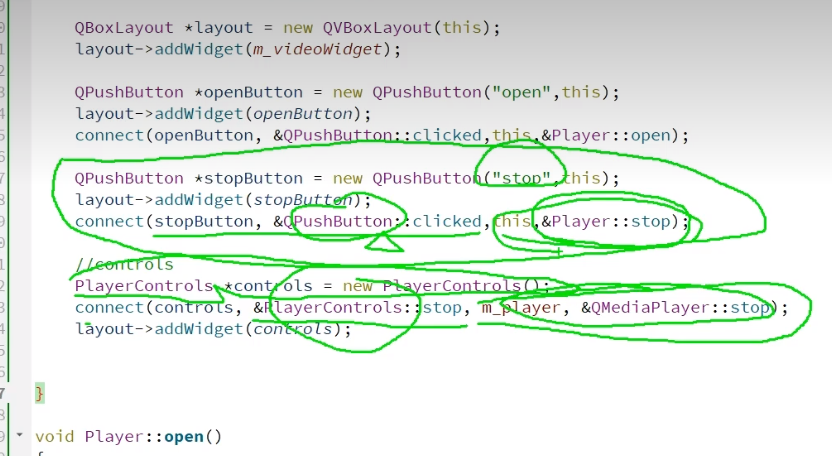 QBoxLayout *layout = new QVBoxLayout(this);
layout->addWidget(m_videoWidget);
QPushButton *openButton = new QPushButton("open",this);
layout->addWidget(openButton);
connect(openButton, &QPushButton::clicked,this,&Player::open);
QPushButton *stopButton = new QPushButton("stop",this);
layout->addWidget(stopButton);
connect(stopButton, &QPushButton::clicked,this,&Player::stop);
//controls
PlayerControls *controls = new PlayerControls();
connect(controls, &PlayerControls::stop, m_player, &QMediaPlayer::stop);
layout->addWidget(controls);
}
void Player::open()